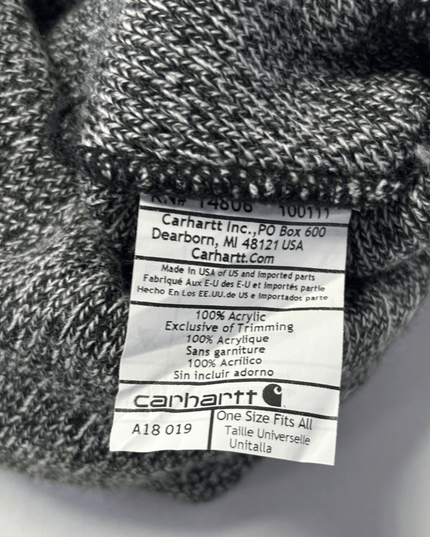 RN# 14806 100111
Carhartt Inc.,PO Box 600
Dearborn, MI 48121 USA
Carhartt.Com
Made In USA of US and Imported parts
Fabriqué Aux E-U des E-U et importés partie
Hecho En Los EE.UU.de US e importados parte
100% Acrylic
Exclusive of Trimming
100% Acrylique
Sans garniture
100% Acrílico
Sin incluir adorno
carhartt
A18 019
One Size Fits All
Taille Universelle
Unitalla